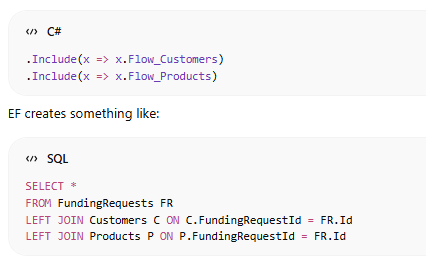 </> C#
.Include(x => x.Flow_Customers)
.Include(x => x.Flow_Products)
EF creates something like:
</> SQL
SELECT *
FROM FundingRequests FR
LEFT JOIN Customers C ON C.FundingRequestId = FR.Id
LEFT JOIN Products P ON P.FundingRequestId = FR.Id